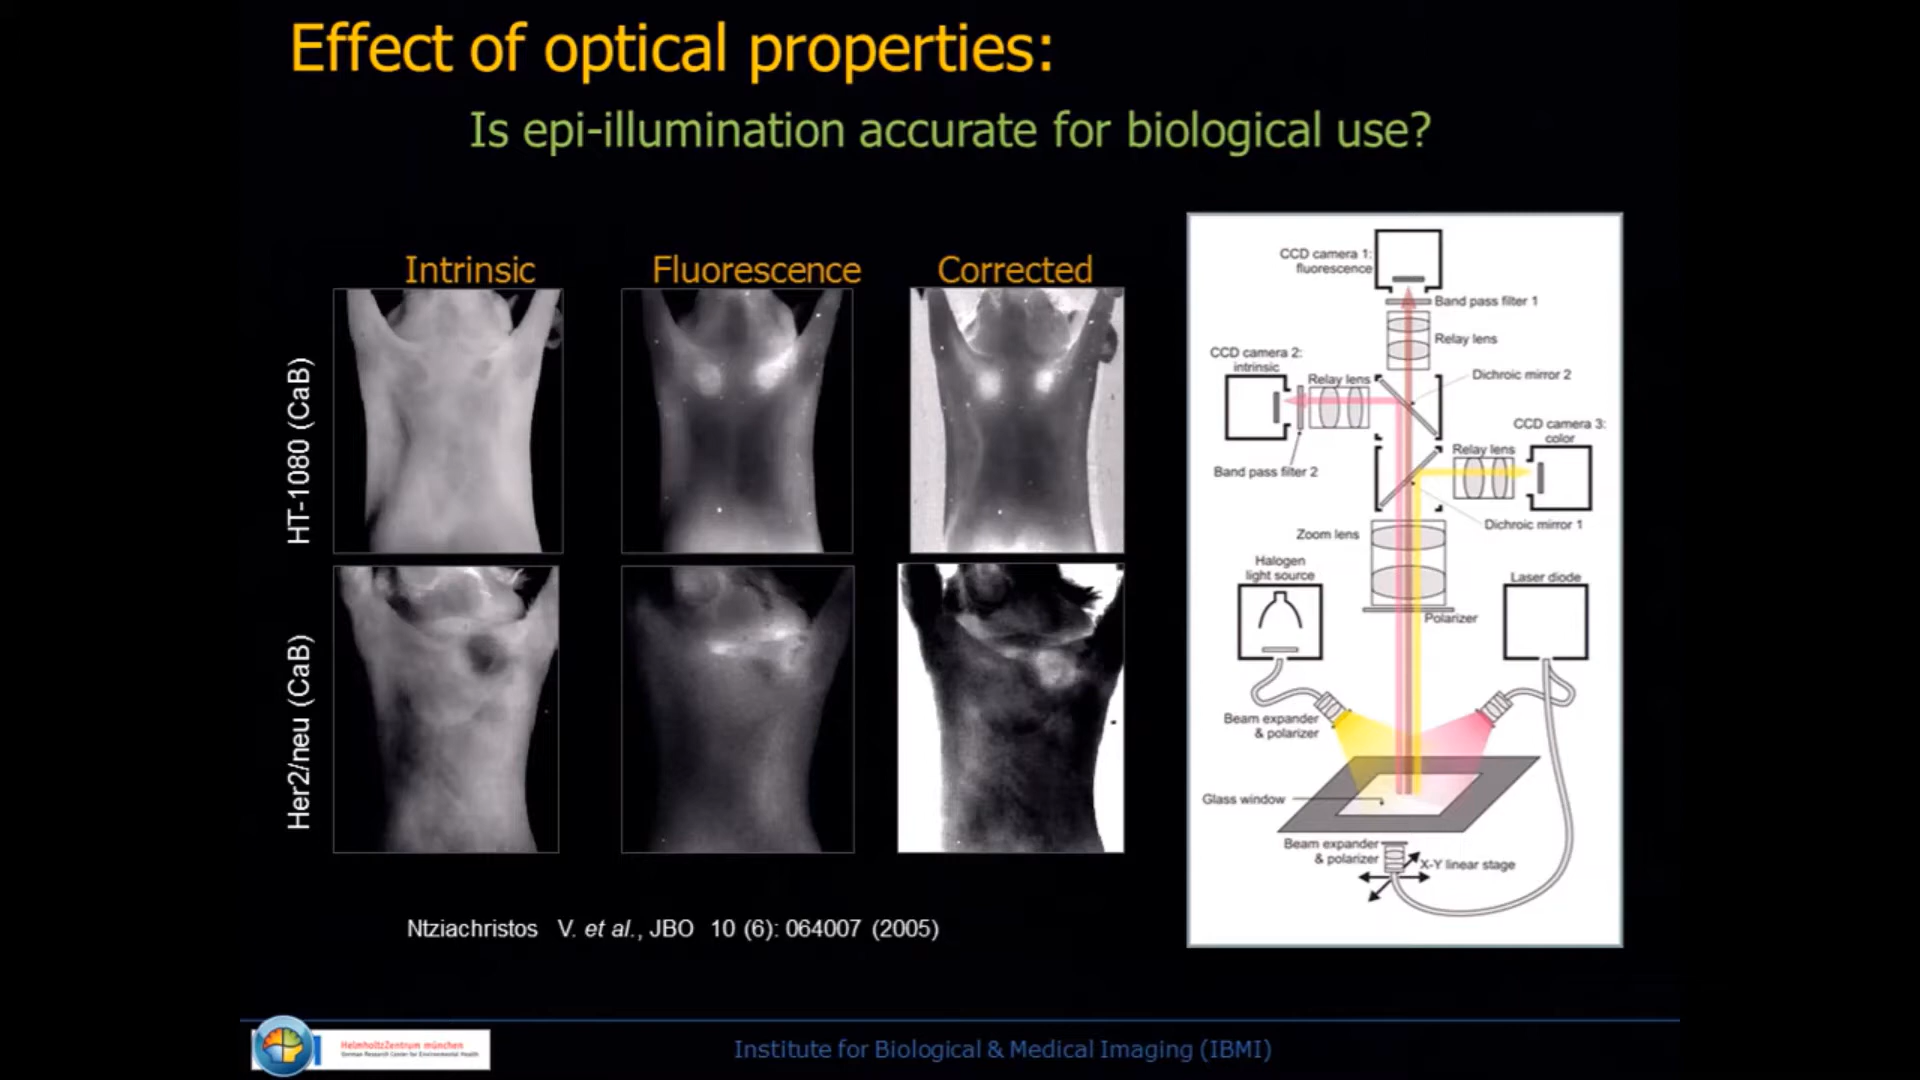 Effect of optical properties:
Is epi-illumination accurate for biological use?
Intrinsic
Fluorescence
Corrected
HT-1080 (CaB)
Her2/neu (CaB)
CCD camera 1:
fluorescence
Band pass filter 1
Relay lens
CCD camera 2:
intrinsic
Relay lens
Dichroic mirror 2
CCD camera 3:
color
Relay lens
Band pass filter 2
Dichroic mirror 1
Zoom lens
Halogen
light source
Laser diode
Polarizer
Beam expander
& polarizer
Glass window
Beam expander
& polarizer
X-Y linear stage
Ntziachristos V. et al., JBO 10 (6): 064007 (2005)
HelmholtzZentrum münchen
German Research Center for Environmental Health
Institute for Biological & Medical Imaging (IBMI)